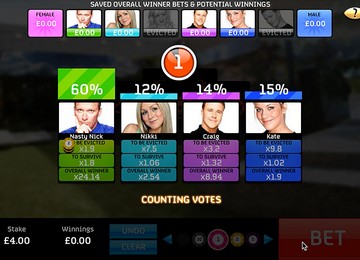 SAVED OVERALL WINNER BETS & POTENTIAL WINNINGS
FEMALE
£0.00
£0.00
£0.00
EVICTED
£0.00
£0.00
EVICTED
MALE
£0.00
?
1
60%
12%
14%
15%
Nasty Nick
Nikki
Craig
Kate
TO BE EVICTED
x1.9
TO BE EVICTED
x7.5
TO BE EVICTED
x3.2
TO BE EVICTED
x9.8
TO SURVIVE
x1.8
TO SURVIVE
x1.06
TO SURVIVE
x1.32
TO SURVIVE
x1.02
OVERALL WINNER
x24.14
OVERALL WINNER
x2.54
OVERALL WINNER
x8.94
OVERALL WINNER
x1.9
COUNTING VOTES
Stake
£4.00
Winnings
£0.00
UNDO
CLEAR
1
BET